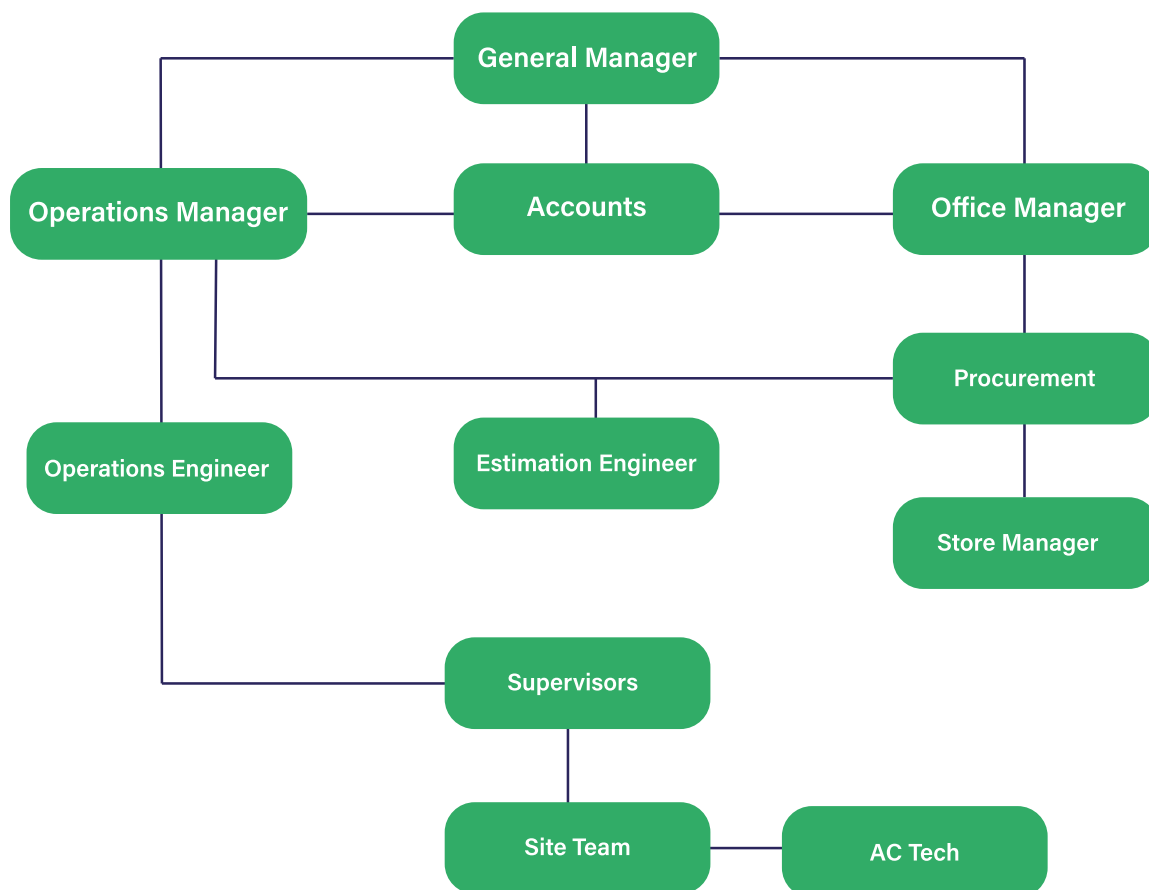 General Manager
Operations Manager
Accounts
Office Manager
Procurement
Operations Engineer
Estimation Engineer
Store Manager
Supervisors
Site Team
AC Tech